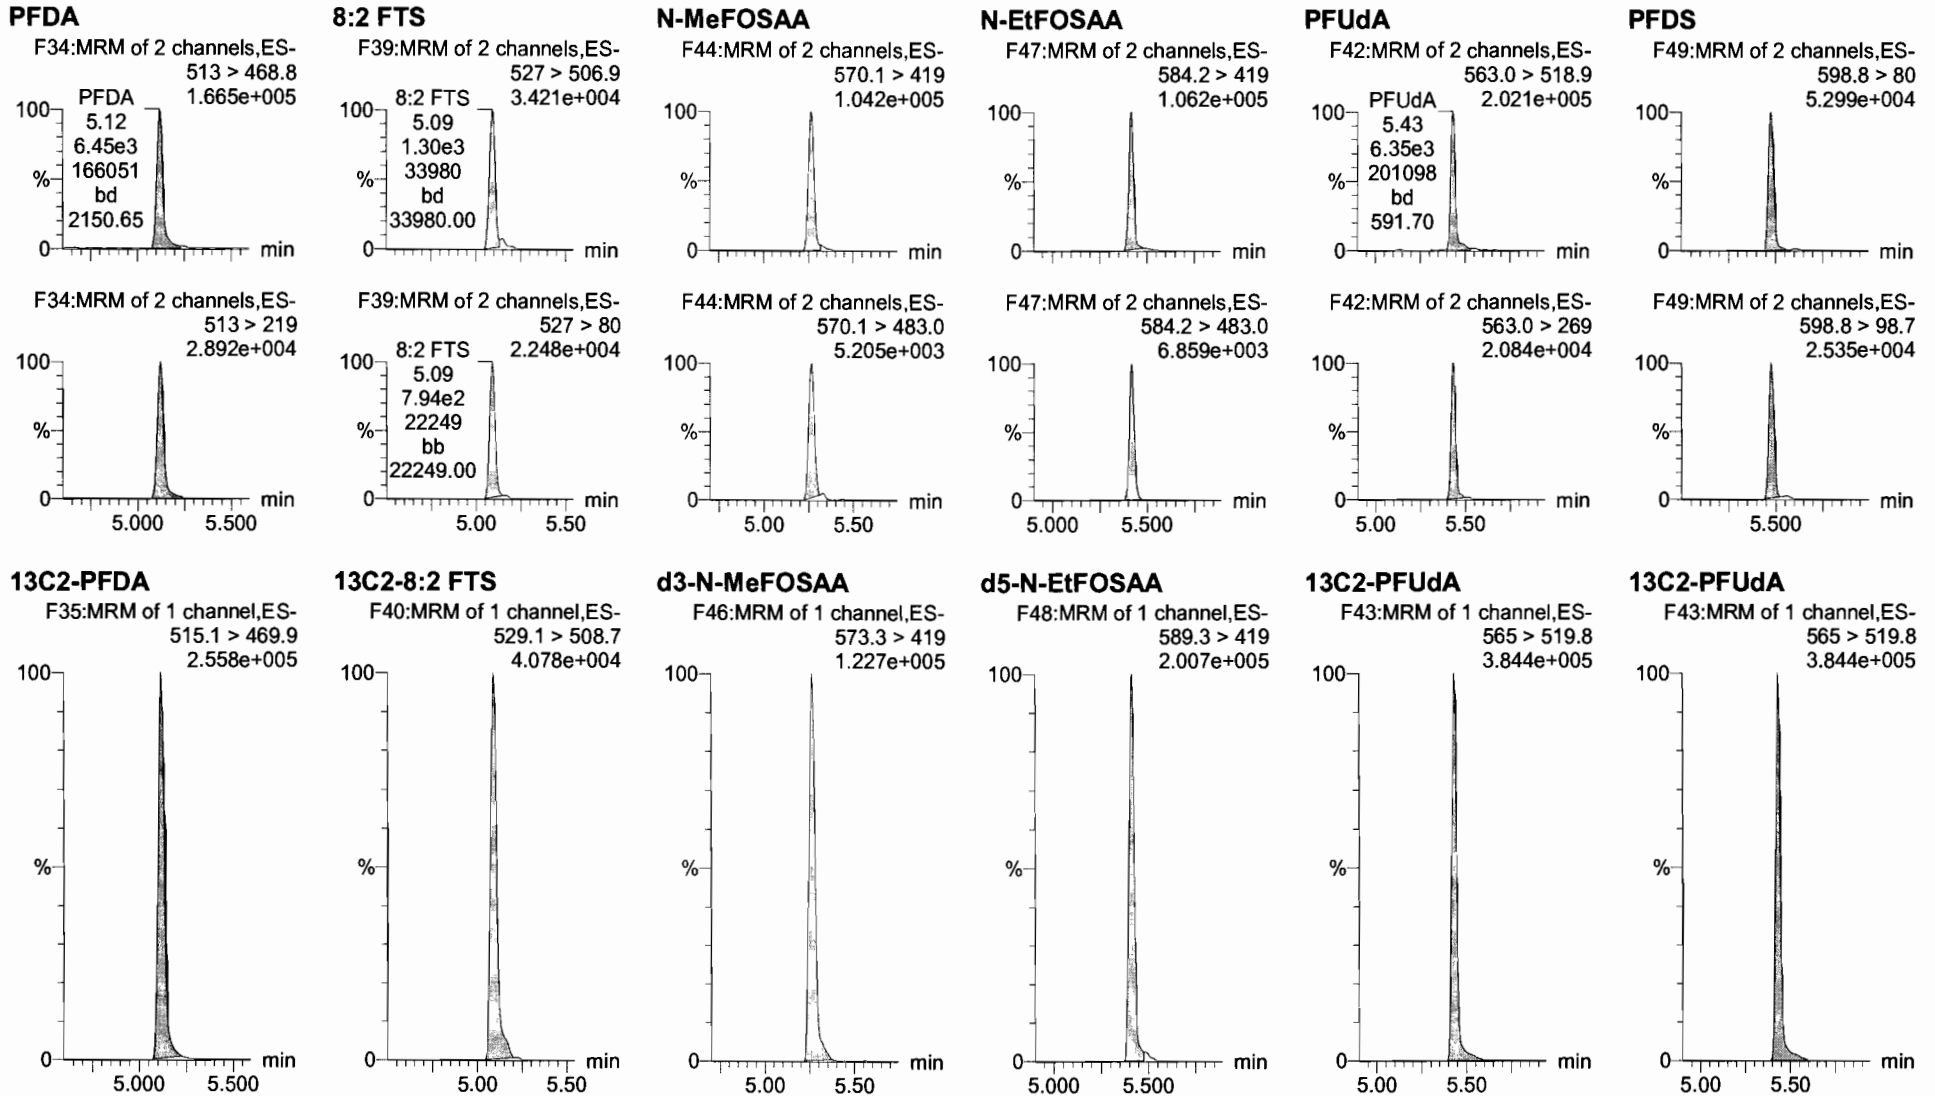 PFDA
F34:MRM of 2 channels,ES-
513 > 468.8
1.665e+005
100
PFDA
5.12
6.45e3
166051
bd
2150.65
%
0
min
F34:MRM of 2 channels,ES-
513 > 219
2.892e+004
100
%
0
min
5.000 5.500
8:2 FTS
F39:MRM of 2 channels,ES-
527 > 506.9
3.421e+004
100
8:2 FTS
5.09
1.30e3
33980
bd
33980.00
%
0
min
F39:MRM of 2 channels,ES-
527 > 80
2.248e+004
100
8:2 FTS
5.09
7.94e2
22249
bb
22249.00
%
0
min
5.00 5.50
N-MeFOSAA
F44:MRM of 2 channels,ES-
570.1 > 419
1.042e+005
100
%
0
min
F44:MRM of 2 channels,ES-
570.1 > 483.0
5.205e+003
100
%
0
min
5.00 5.50
N-EtFOSAA
F47:MRM of 2 channels,ES-
584.2 > 419
1.062e+005
100
%
0
min
F47:MRM of 2 channels,ES-
584.2 > 483.0
6.859e+003
100
%
0
min
5.000 5.500
PFUdA
F42:MRM of 2 channels,ES-
563.0 > 518.9
2.021e+005
100
PFUdA
5.43
6.35e3
201098
bd
591.70
%
0
min
F42:MRM of 2 channels,ES-
563.0 > 269
2.084e+004
100
%
0
min
5.00 5.50
PFDS
F49:MRM of 2 channels,ES-
598.8 > 80
5.299e+004
100
%
0
min
F49:MRM of 2 channels,ES-
598.8 > 98.7
2.535e+004
100
%
0
min
5.500
13C2-PFDA
F35:MRM of 1 channel,ES-
515.1 > 469.9
2.558e+005
100
%
0
min
5.000 5.500
13C2-8:2 FTS
F40:MRM of 1 channel,ES-
529.1 > 508.7
4.078e+004
100
%
0
min
5.00 5.50
d3-N-MeFOSAA
F46:MRM of 1 channel,ES-
573.3 > 419
1.227e+005
100
%
0
min
5.00 5.50
d5-N-EtFOSAA
F48:MRM of 1 channel,ES-
589.3 > 419
2.007e+005
100
%
0
min
5.000 5.500
13C2-PFUdA
F43:MRM of 1 channel,ES-
565 > 519.8
3.844e+005
100
%
0
min
5.00 5.50
13C2-PFUdA
F43:MRM of 1 channel,ES-
565 > 519.8
3.844e+005
100
%
0
min
5.00 5.50